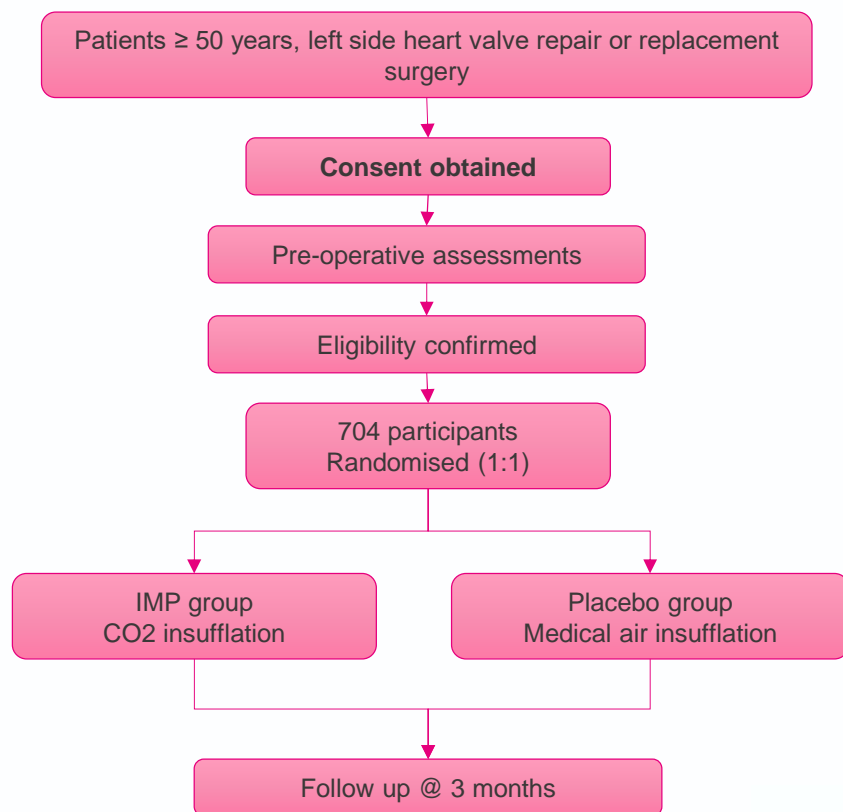 Patients ≥ 50 years, left side heart valve repair or replacement
surgery
Consent obtained
Pre-operative assessments
Eligibility confirmed
704 participants
Randomised (1:1)
IMP group
CO2 insufflation
Placebo group
Medical air insufflation
Follow up @ 3 months